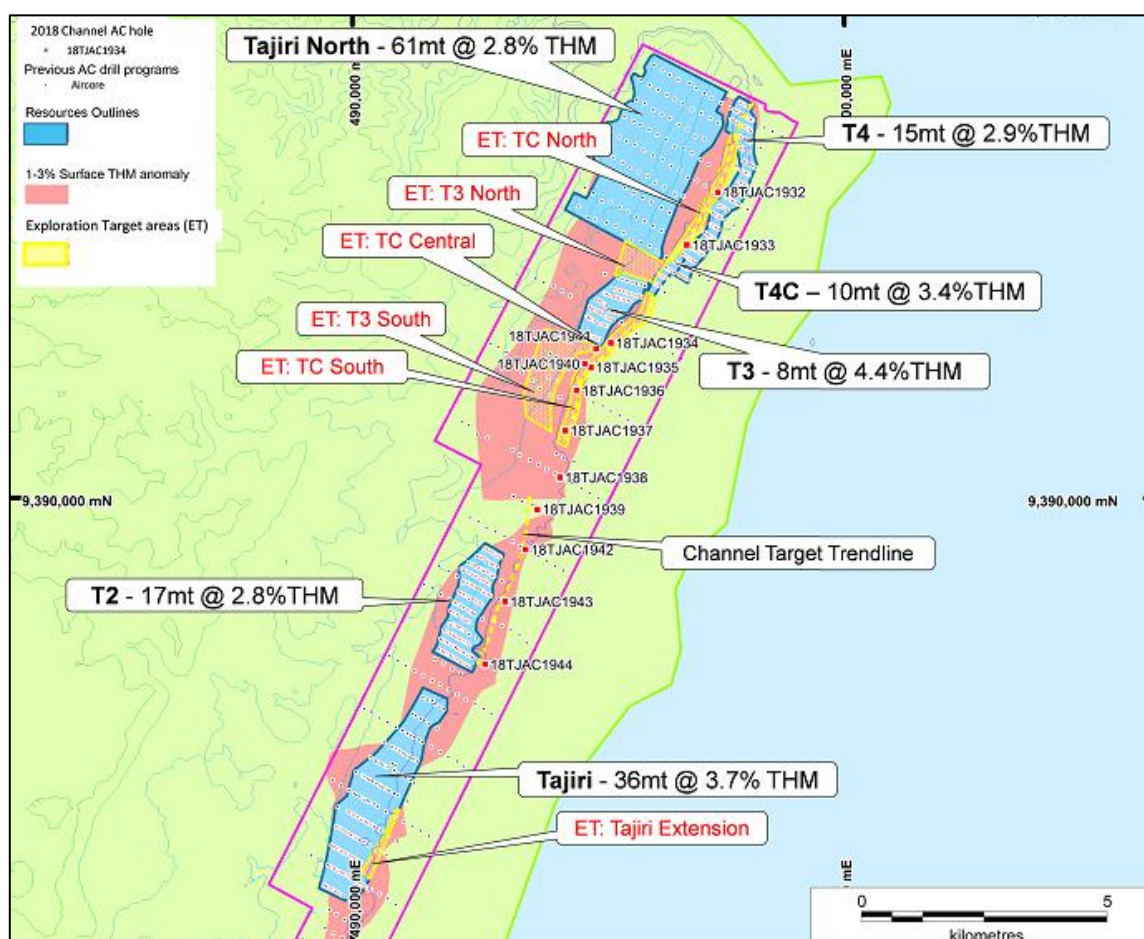 2018 Channel AC hole
18TJAC1934
Previous AC drill programs
Aircore
Resources Outlines
1-3% Surface THM anomaly
Exploration Target areas (ET)
490,000 mE
00,000 mE
Tajiri North - 61mt @ 2.8% THM
T4 - 15mt @ 2.9%THM
ET: TC North
ET: T3 North
18TJAC1932
ET: TC Central
18TJAC1933
T4C – 10mt @ 3.4%THM
ET: T3 South
18TJAC1941
18TJAC1934
ET: TC South
18TJAC1940
18TJAC1935
T3 - 8mt @ 4.4%THM
18TJAC1936
18TJAC1937
18TJAC1938
9,390,000 mN
9,390,000 mN
18TJAC1939
18TJAC1942
Channel Target Trendline
T2 - 17mt @ 2.8%THM
18TJAC1943
18TJAC1944
Tajiri - 36mt @ 3.7% THM
ET: Tajiri Extension
490,000 mE
mE
0
5
kilometres